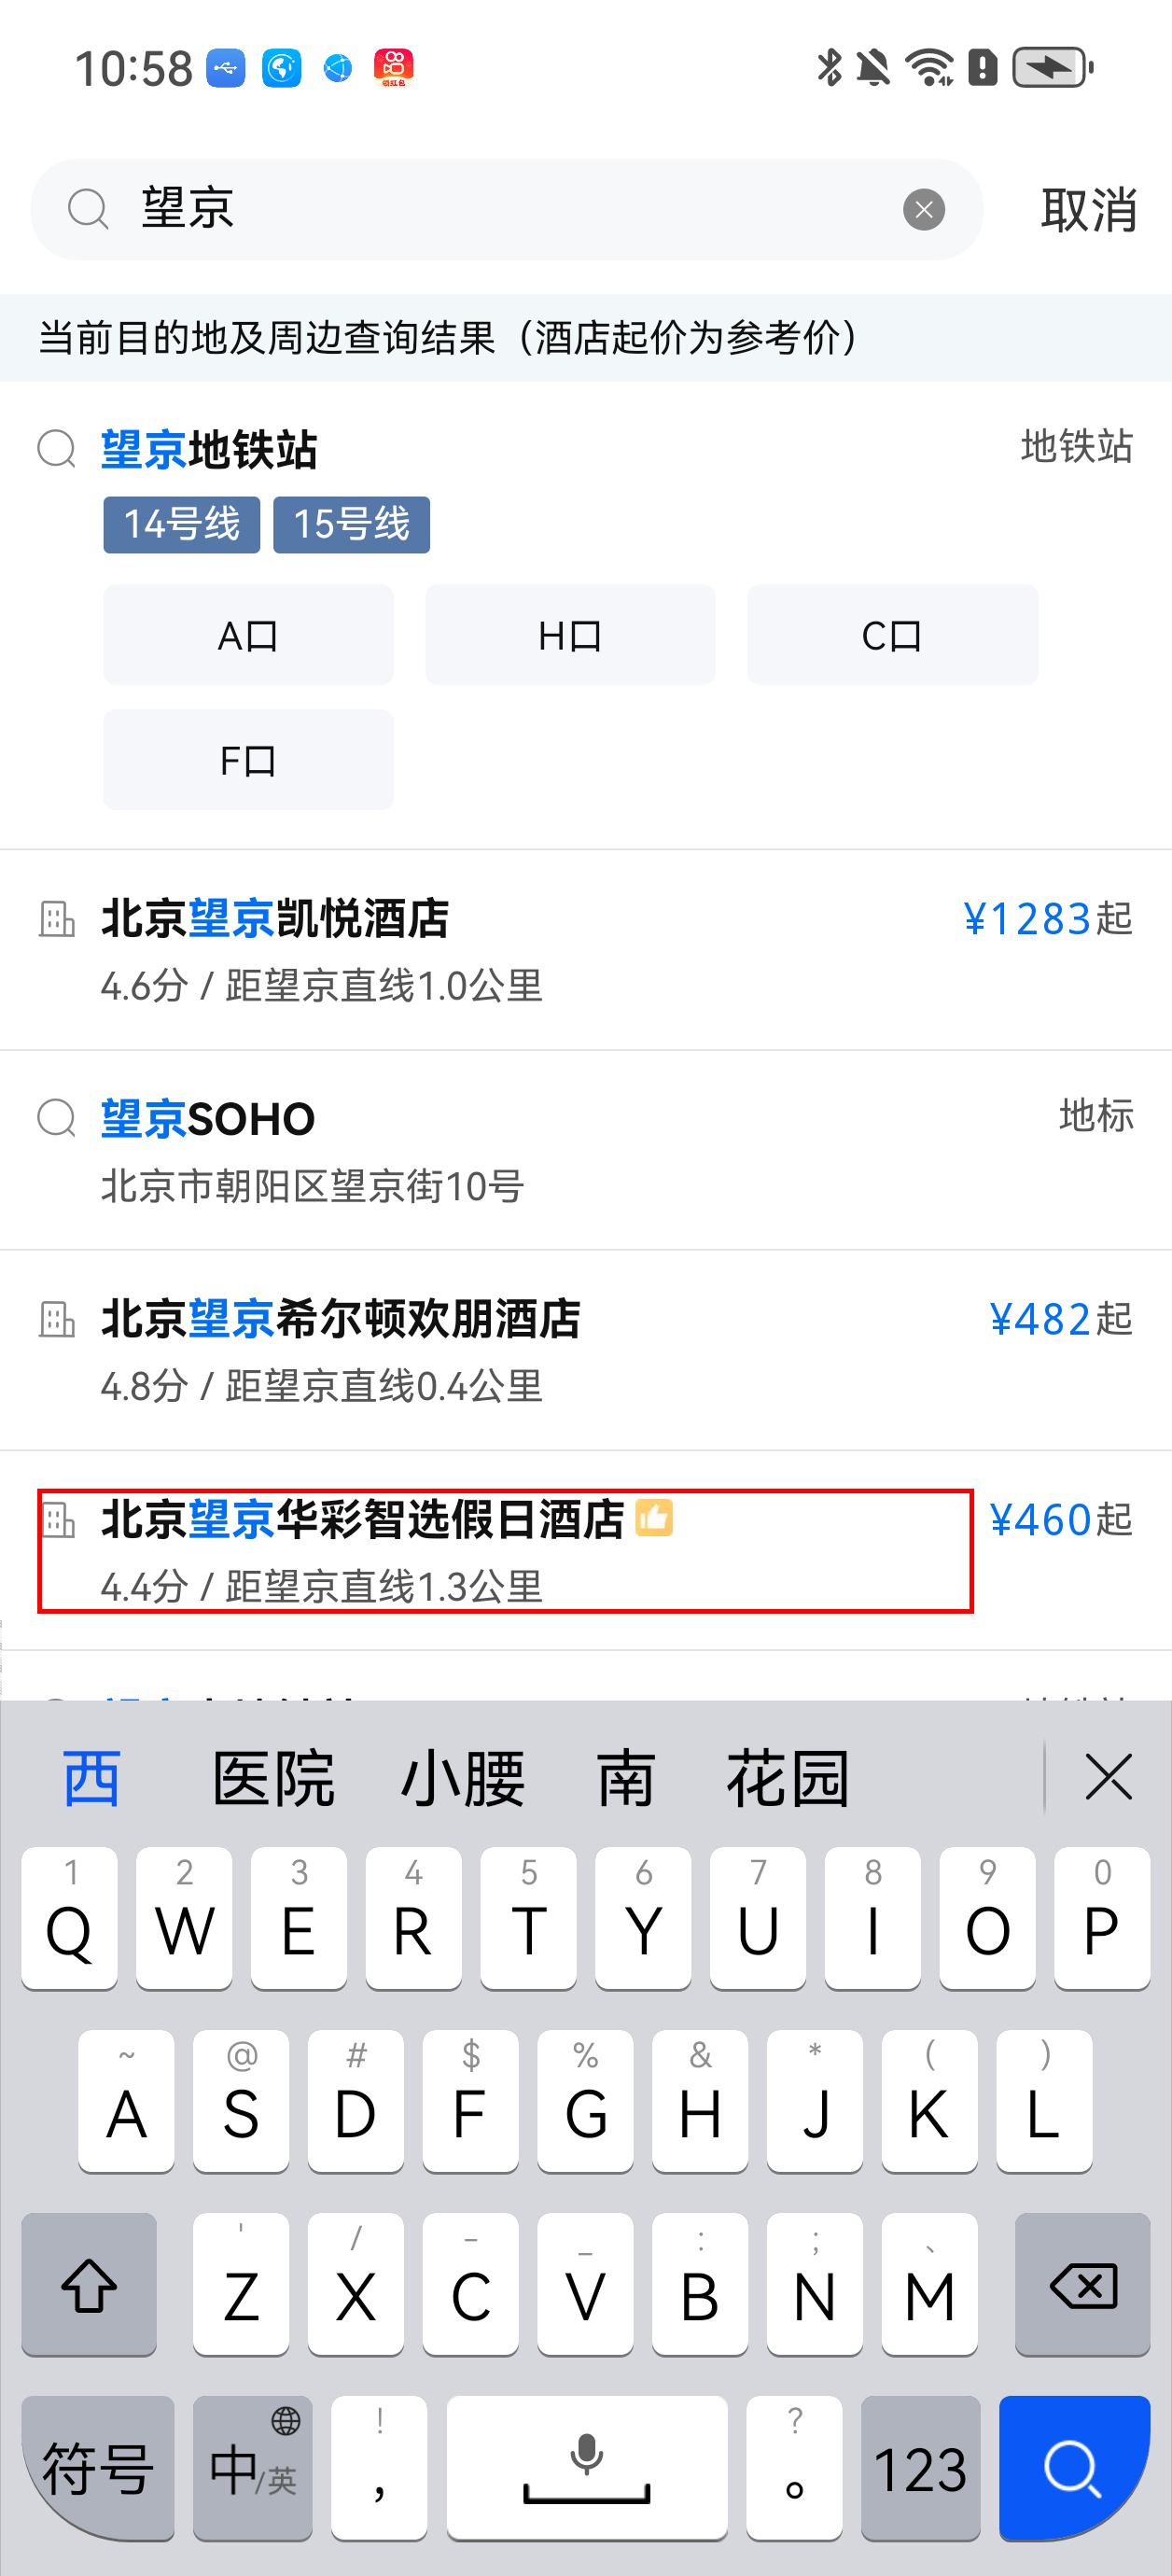 10:58
领红包
望京
取消
当前目的地及周边查询结果（酒店起价为参考价）
望京地铁站
地铁站
14号线 15号线
A口 H口 C口
F口
北京望京凯悦酒店
¥1283起
4.6分 / 距望京直线1.0公里
望京SOHO
地标
北京市朝阳区望京街10号
北京望京希尔顿欢朋酒店
¥482起
4.8分 / 距望京直线0.4公里
北京望京华彩智选假日酒店
¥460起
4.4分 / 距望京直线1.3公里
西 医院 小腰 南 花园
1 2 3 4 5 6 7 8 9 0
Q W E R T Y U I O P
~ @ # $ % & * ( )
A S D F G H J K L
' / - _ : ; 、
Z X C V B N M
! ?
符号 中/英 , 。 123